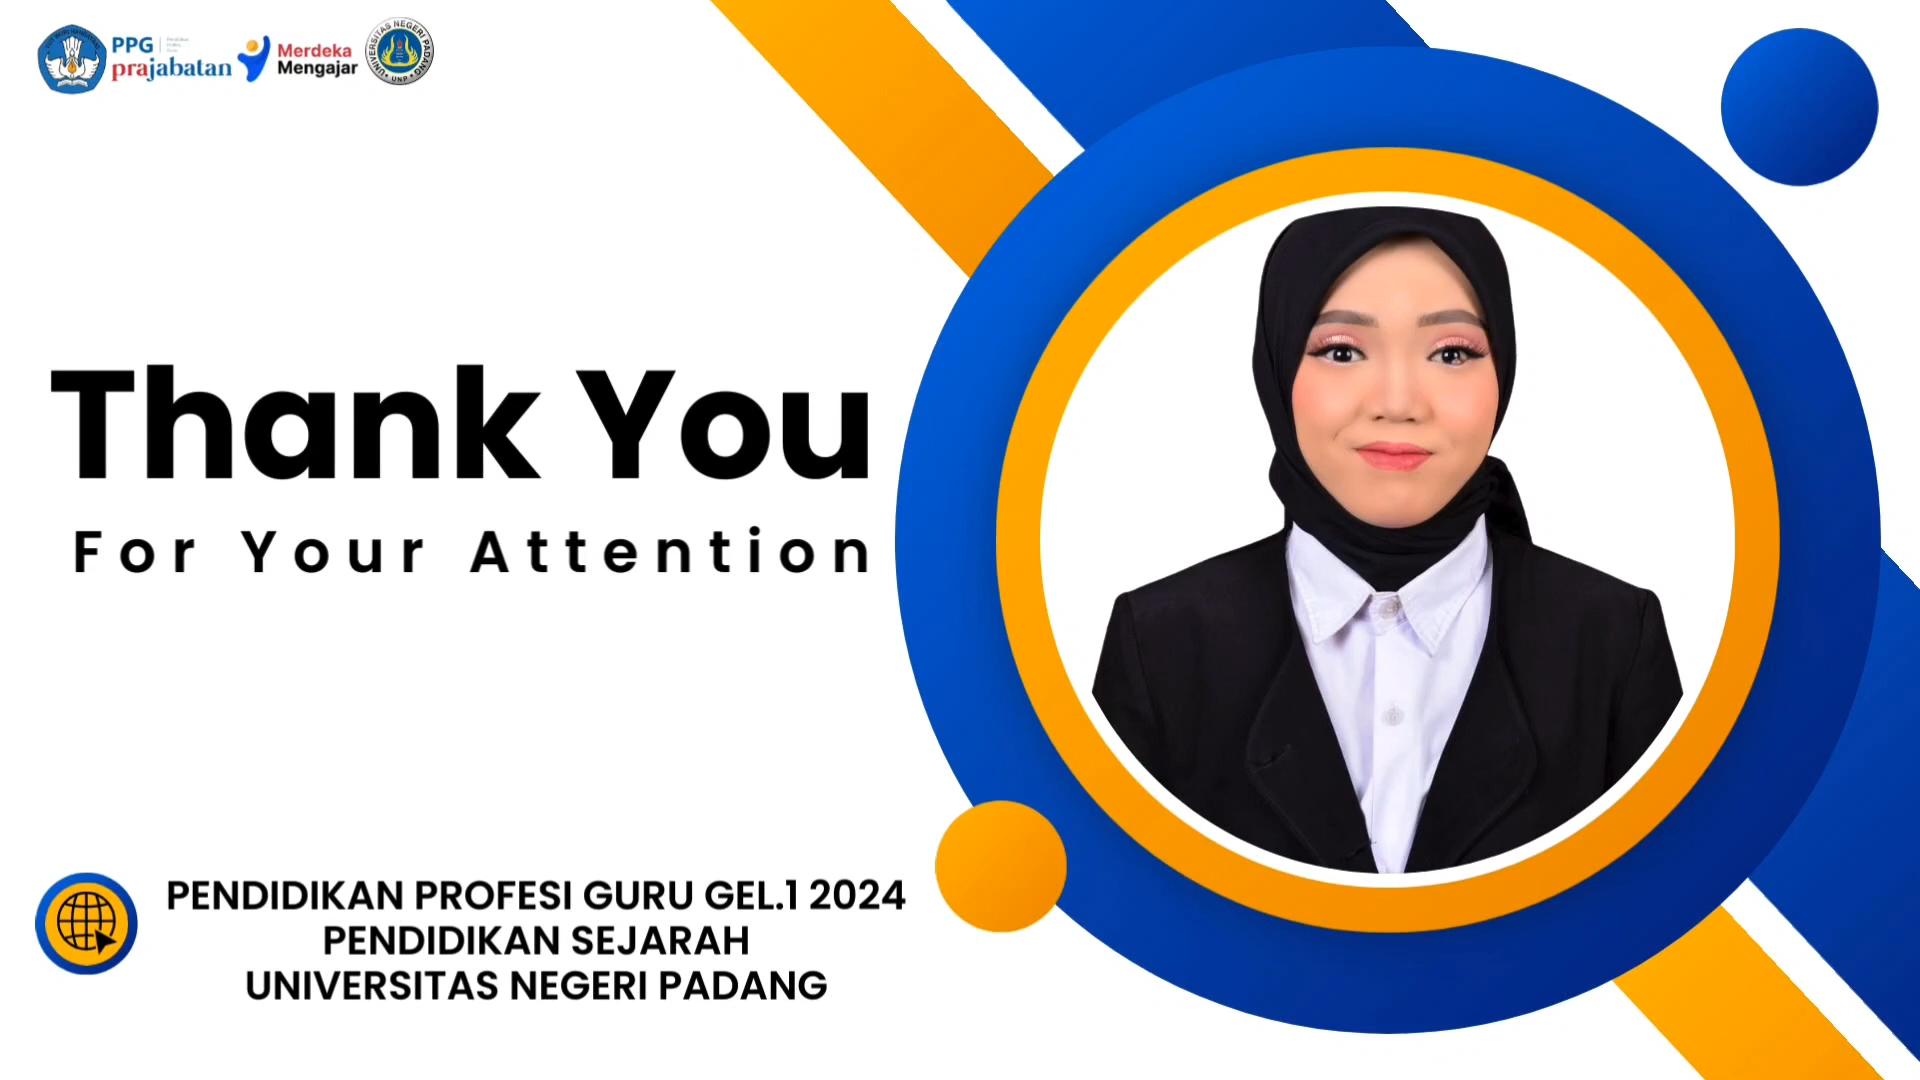 PPG
prajabatan
Merdeka
Mengajar
UNIVERSITAS NEGERI PADANG
UNP
Thank You
For Your Attention
PENDIDIKAN PROFESI GURU GEL.1 2024
PENDIDIKAN SEJARAH
UNIVERSITAS NEGERI PADANG